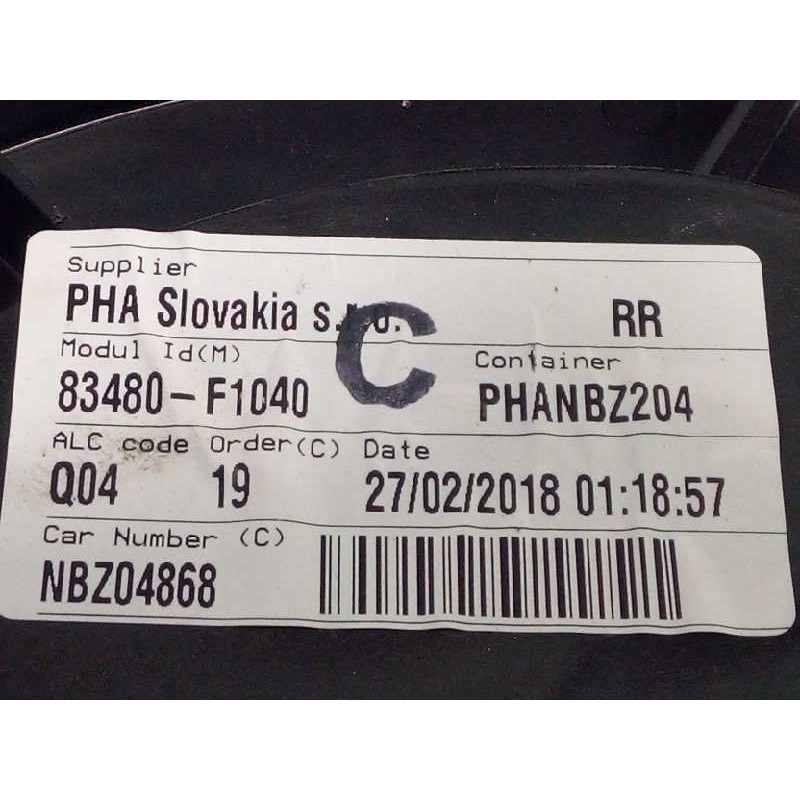 Supplier
PHA Slovakia s.r.o. RR
C
Modul Id(M) Container
83480-F1040 PHANBZ204
ALC code Order(C) Date
Q04 19 27/02/2018 01:18:57
Car Number (C)
NBZ04868